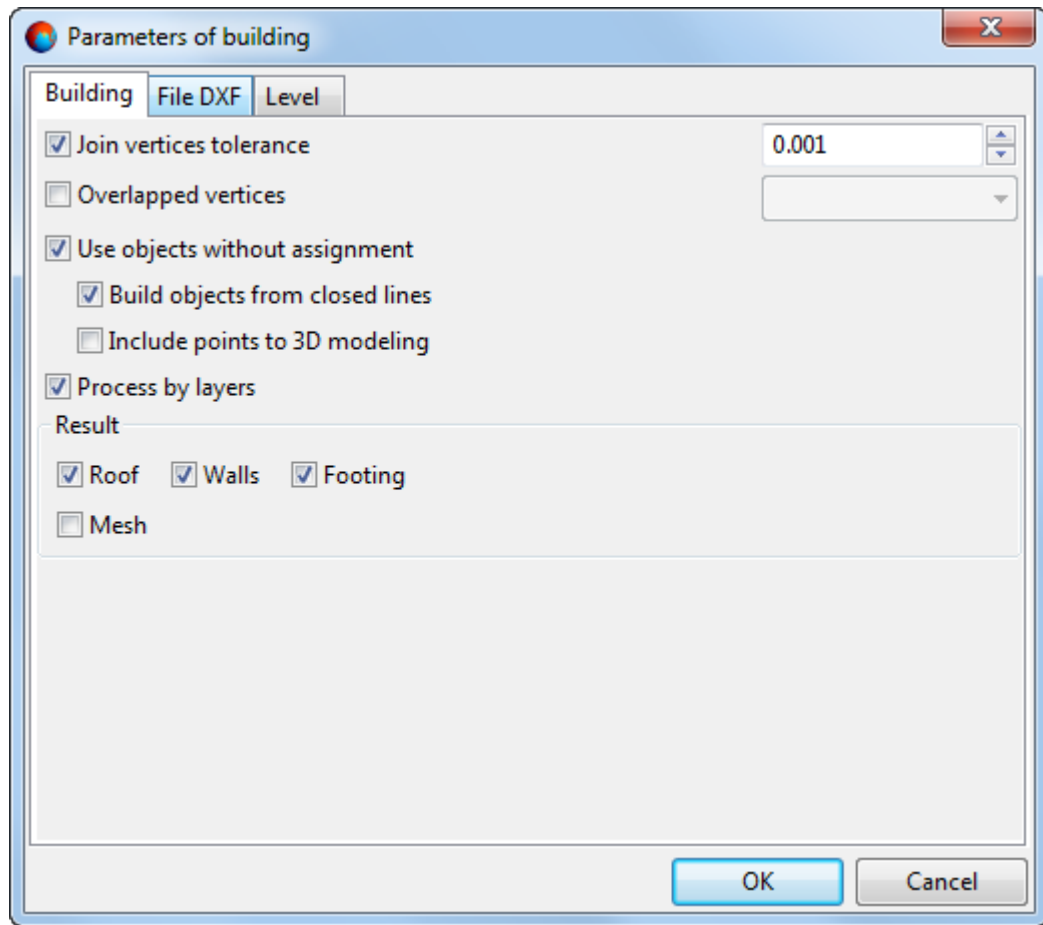 Parameters of building
Building File DXF Level
Join vertices tolerance 0.001
Overlapped vertices
Use objects without assignment
Build objects from closed lines
Include points to 3D modeling
Process by layers
Result
Roof Walls Footing
Mesh
OK Cancel